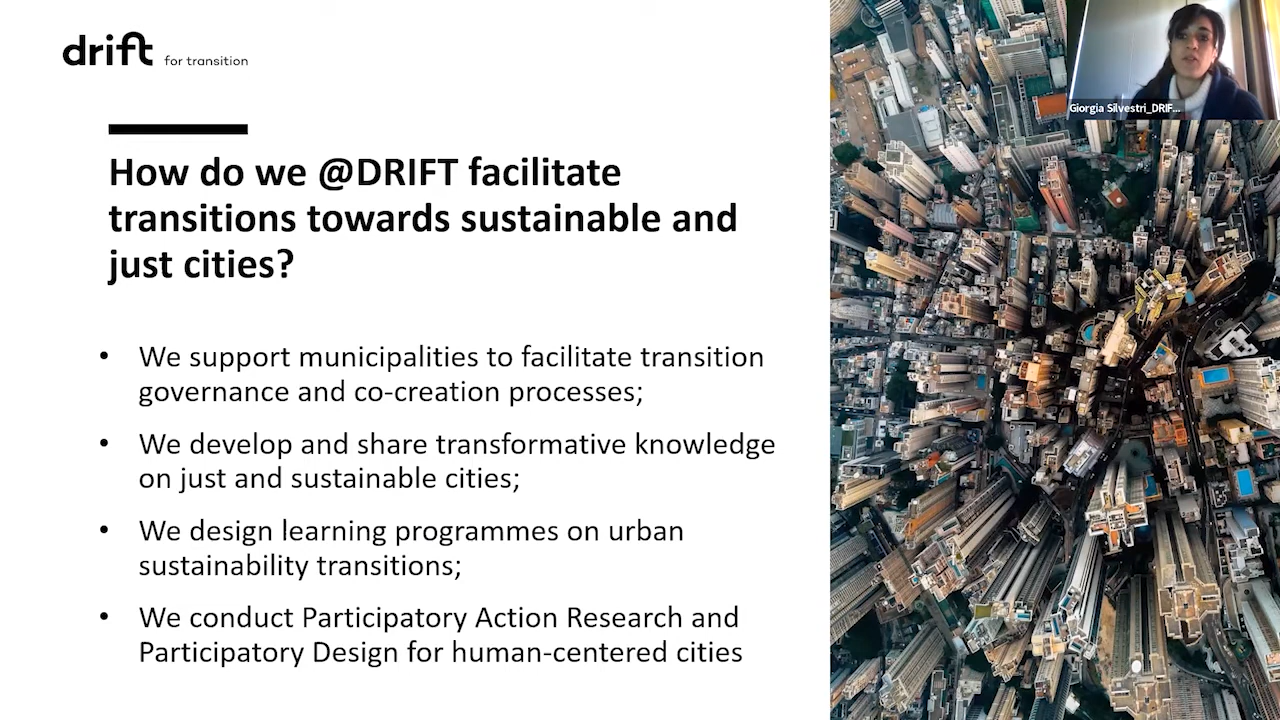 drift for transition
Giorgia Silvestri_DRIF...
How do we @DRIFT facilitate
transitions towards sustainable and
just cities?
• We support municipalities to facilitate transition
governance and co-creation processes;
• We develop and share transformative knowledge
on just and sustainable cities;
• We design learning programmes on urban
sustainability transitions;
• We conduct Participatory Action Research and
Participatory Design for human-centered cities